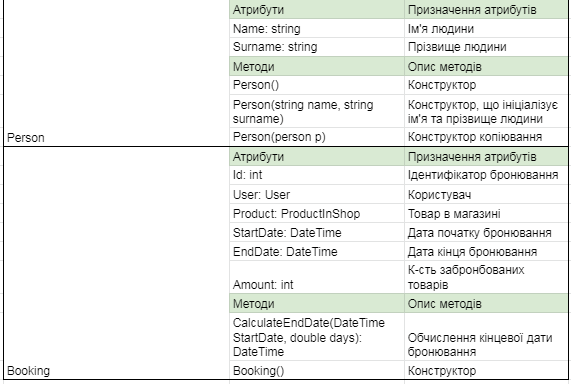 Атрибути Призначення атрибутів
Name: string Ім'я людини
Surname: string Прізвище людини
Методи Опис методів
Person() Конструктор
Person(string name, string Конструктор, що ініціалізує
surname) ім'я та прізвище людини
Person Person(person p) Конструктор копіювання
Атрибути Призначення атрибутів
Id: int Ідентифікатор бронювання
User: User Користувач
Product: ProductInShop Товар в магазині
StartDate: DateTime Дата початку бронювання
EndDate: DateTime Дата кінця бронювання
К-сть забронбованих
Amount: int товарів
Методи Опис методів
CalculateEndDate(DateTime
StartDate, double days): Обчислення кінцевої дати
DateTime бронювання
Booking Booking() Конструктор